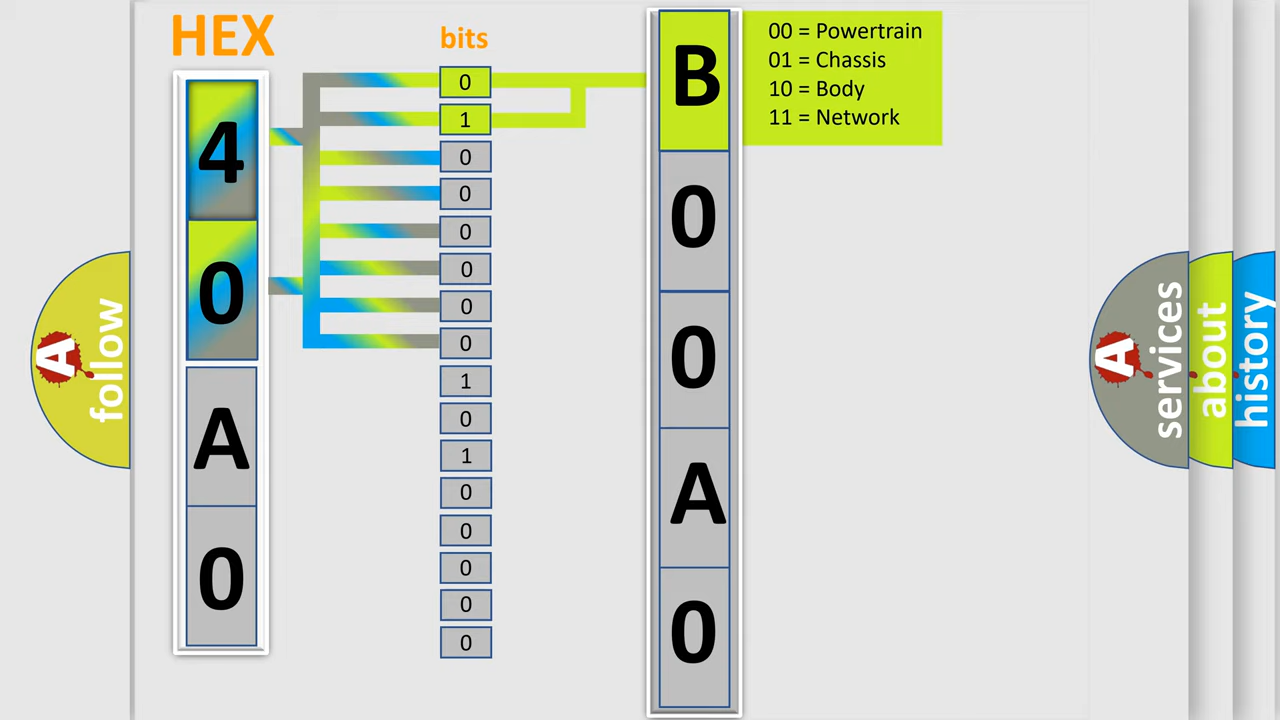 HEX
bits
4
0
A
0
0
1
0
0
0
0
0
0
1
0
1
0
0
0
0
0
B
0
0
A
0
00 = Powertrain
01 = Chassis
10 = Body
11 = Network
A
follow
A
services
about
history